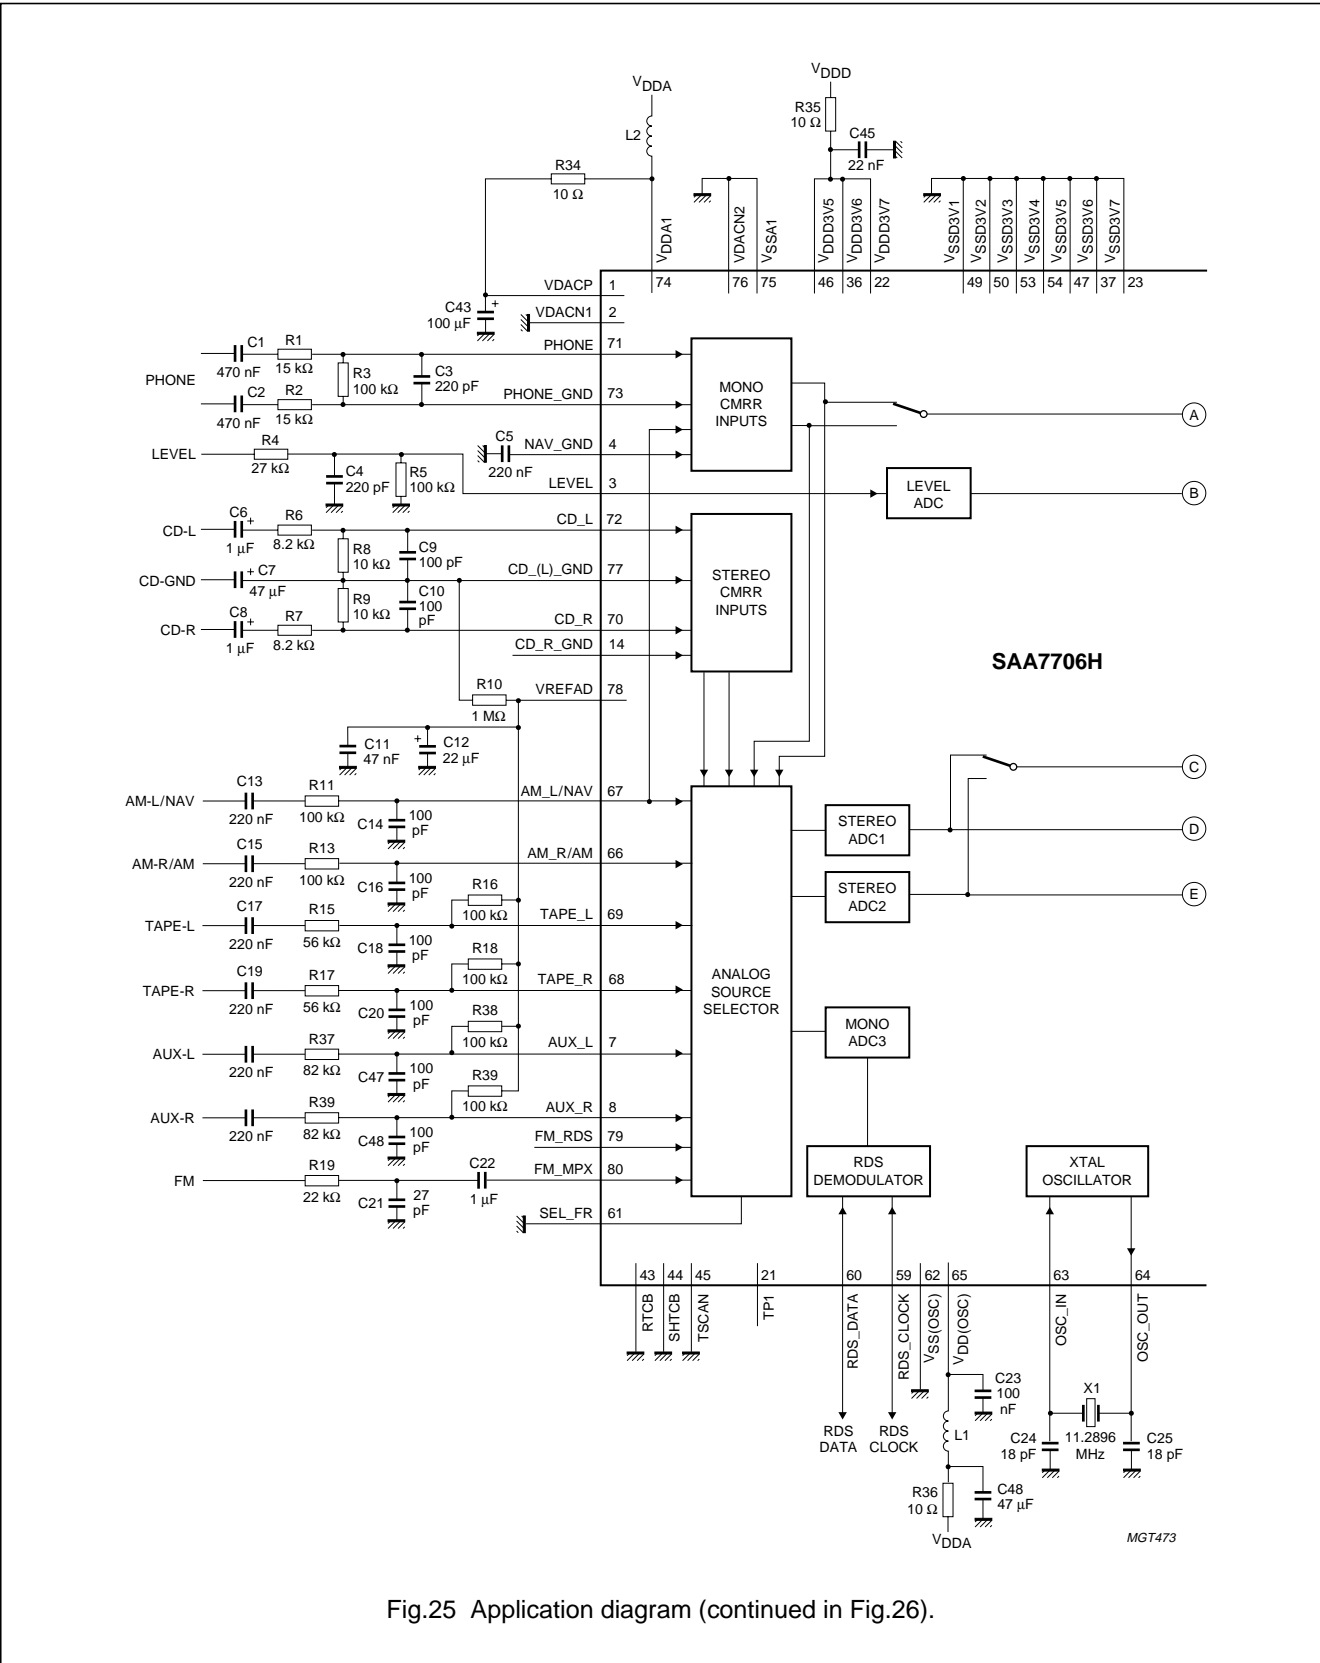 VDDA
VDDD
L2
R35
10 Ω
C45
22 nF
R34
10 Ω
VDDA1
VDACN2
VSSA1
VDDD3V5
VDDD3V6
VDDD3V7
VSSD3V1
VSSD3V2
VSSD3V3
VSSD3V4
VSSD3V5
VSSD3V6
VSSD3V7
74
76
75
46
36
22
49
50
53
54
47
37
23
VDACP
1
C43
100 μF
+
VDACN1
2
PHONE
C1
470 nF
R1
15 kΩ
R3
100 kΩ
C3
220 pF
PHONE
71
C2
470 nF
R2
15 kΩ
PHONE_GND
73
MONO
CMRR
INPUTS
A
LEVEL
R4
27 kΩ
C4
220 pF
R5
100 kΩ
C5
220 nF
NAV_GND
4
LEVEL
3
LEVEL
ADC
B
CD-L
C6
+
1 μF
R6
8.2 kΩ
R8
10 kΩ
C9
100 pF
CD_L
72
CD-GND
+
C7
47 μF
CD_(L)_GND
77
STEREO
CMRR
INPUTS
R9
10 kΩ
C10
100
pF
CD-R
C8
+
1 μF
R7
8.2 kΩ
CD_R
70
CD_R_GND
14
SAA7706H
R10
1 MΩ
VREFAD
78
C11
47 nF
+
C12
22 μF
AM-L/NAV
C13
220 nF
R11
100 kΩ
C14
100
pF
AM_L/NAV
67
C
AM-R/AM
C15
220 nF
R13
100 kΩ
C16
100
pF
AM_R/AM
66
STEREO
ADC1
D
TAPE-L
C17
220 nF
R15
56 kΩ
C18
100
pF
R16
100 kΩ
TAPE_L
69
STEREO
ADC2
E
TAPE-R
C19
220 nF
R17
56 kΩ
C20
100
pF
R18
100 kΩ
TAPE_R
68
ANALOG
SOURCE
SELECTOR
AUX-L
220 nF
R37
82 kΩ
C47
100
pF
R38
100 kΩ
AUX_L
7
MONO
ADC3
AUX-R
220 nF
R39
82 kΩ
C48
100
pF
R39
100 kΩ
AUX_R
8
FM_RDS
79
FM
R19
22 kΩ
C21
27
pF
C22
1 μF
FM_MPX
80
SEL_FR
61
RDS
DEMODULATOR
XTAL
OSCILLATOR
43
44
45
21
60
59
62
65
63
64
RTCB
SHTCB
TSCAN
TP1
RDS_DATA
RDS_CLOCK
VSS(OSC)
VDD(OSC)
OSC_IN
OSC_OUT
RDS
DATA
RDS
CLOCK
C23
100
nF
L1
R36
10 Ω
C48
47 μF
VDDA
C24
18 pF
X1
11.2896
MHz
C25
18 pF
MGT473
Fig.25 Application diagram (continued in Fig.26).